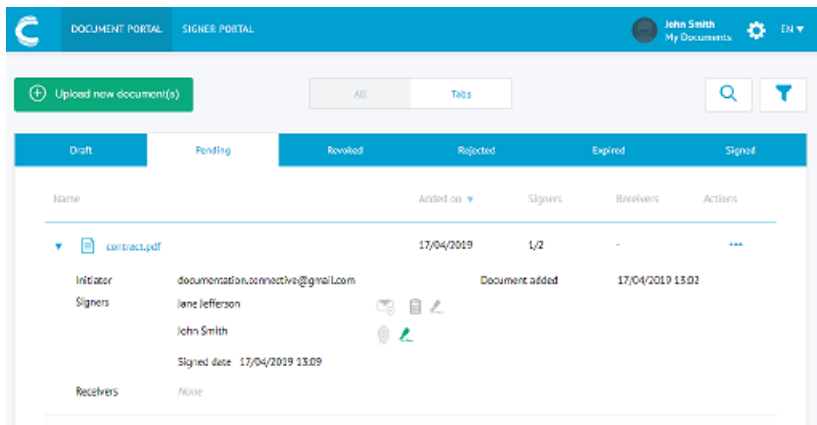 DOCUMENT PORTAL SIGNER PORTAL John Smith EN
My Documents
Upload new document(s) All Tabs
Draft Pending Revoked Rejected Expired Signed
Name Added on Signers Receivers Actions
contract.pdf 17/04/2019 1/2 - ...
Initiator documentation.connective@gmail.com Document added 17/04/2019 13:02
Signers Jane Jefferson
John Smith
Signed date 17/04/2019 13:09
Receivers None